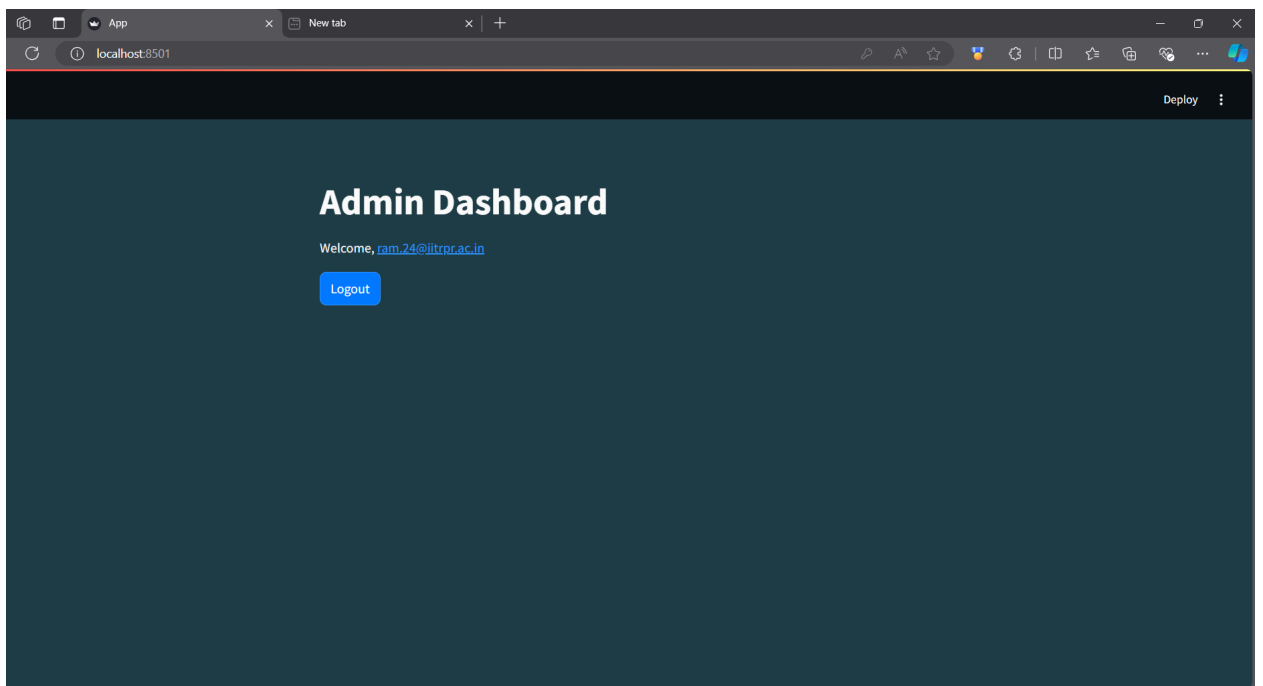 App
New tab
localhost:8501
Deploy
Admin Dashboard
Welcome, ram.24@iitrpr.ac.in
Logout